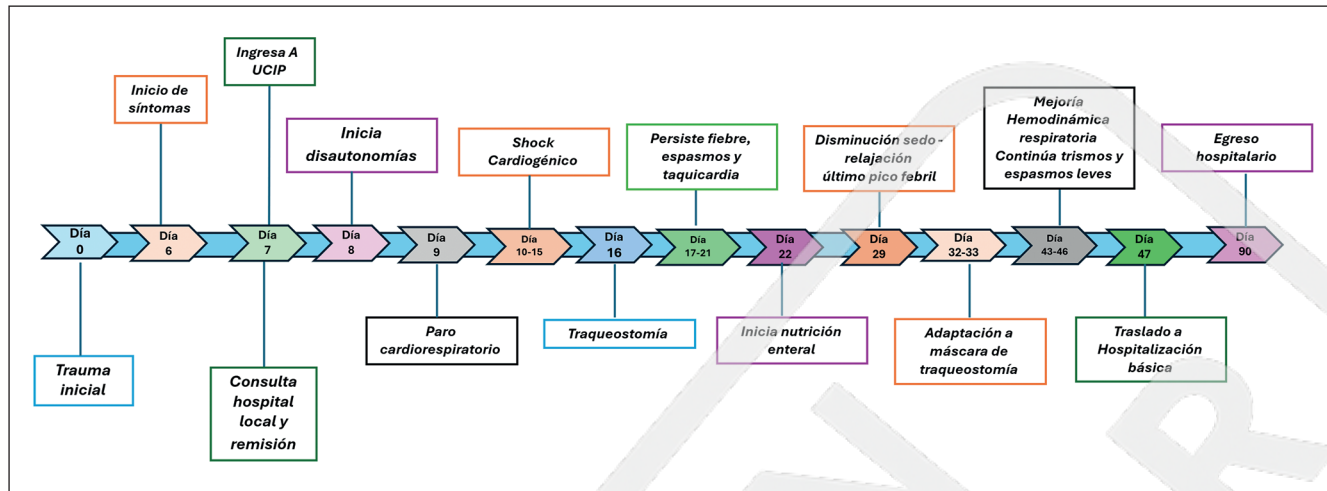 Ingresa A
UCIP
Inicio de
síntomas
Inicia
disautonomías
Shock
Cardiogénico
Persiste fiebre,
espasmos y
taquicardia
Disminución sedo -
relajación
último pico febril
Mejoría
Hemodinámica
respiratoria
Continúa trismos y
espasmos leves
Egreso
hospitalario
Día
0
Día
6
Día
7
Día
8
Día
9
Día
10-15
Día
16
Día
17-21
Día
22
Día
29
Día
32-33
Día
43-46
Día
47
Día
90
Trauma
inicial
Consulta
hospital
local y
remisión
Paro
cardiorespiratorio
Traqueostomía
Inicia nutrición
enteral
Adaptación a
máscara de
traqueostomía
Traslado a
Hospitalización
básica